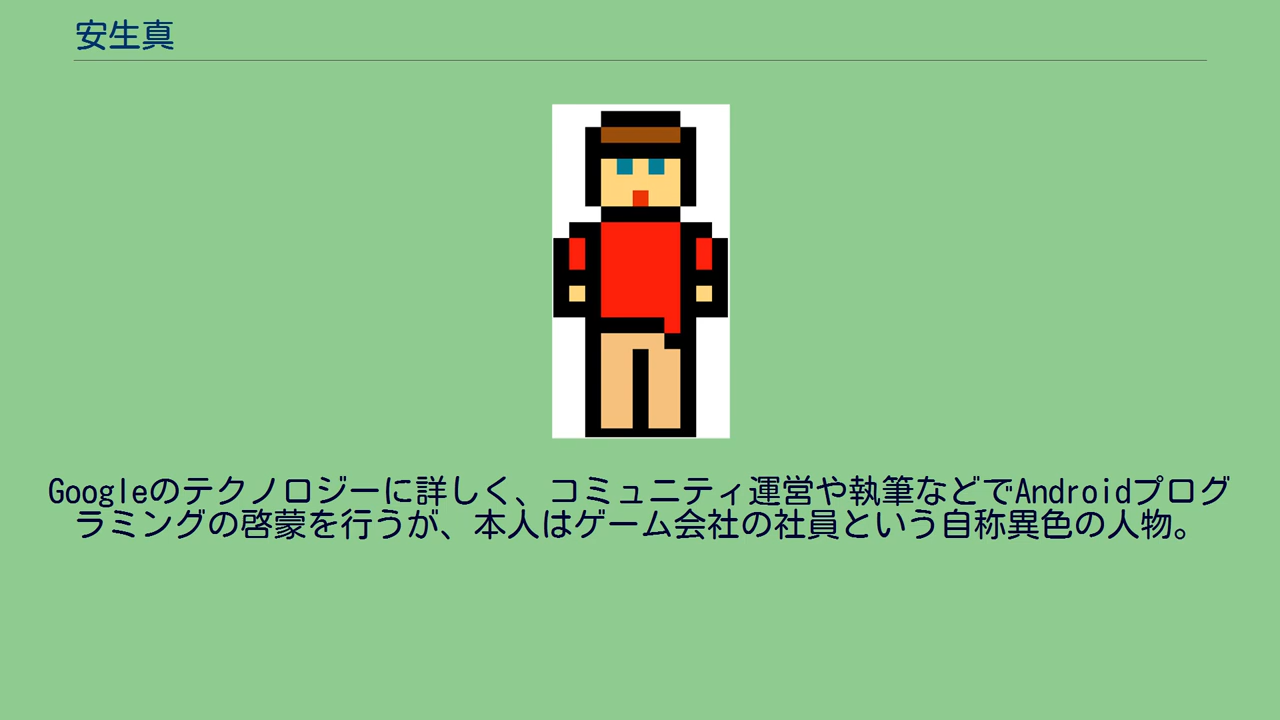 安生真
Googleのテクノロジーに詳しく、コミュニティ運営や執筆などでAndroidプログ
ラミングの啓蒙を行うが、本人はゲーム会社の社員という自称異色の人物。